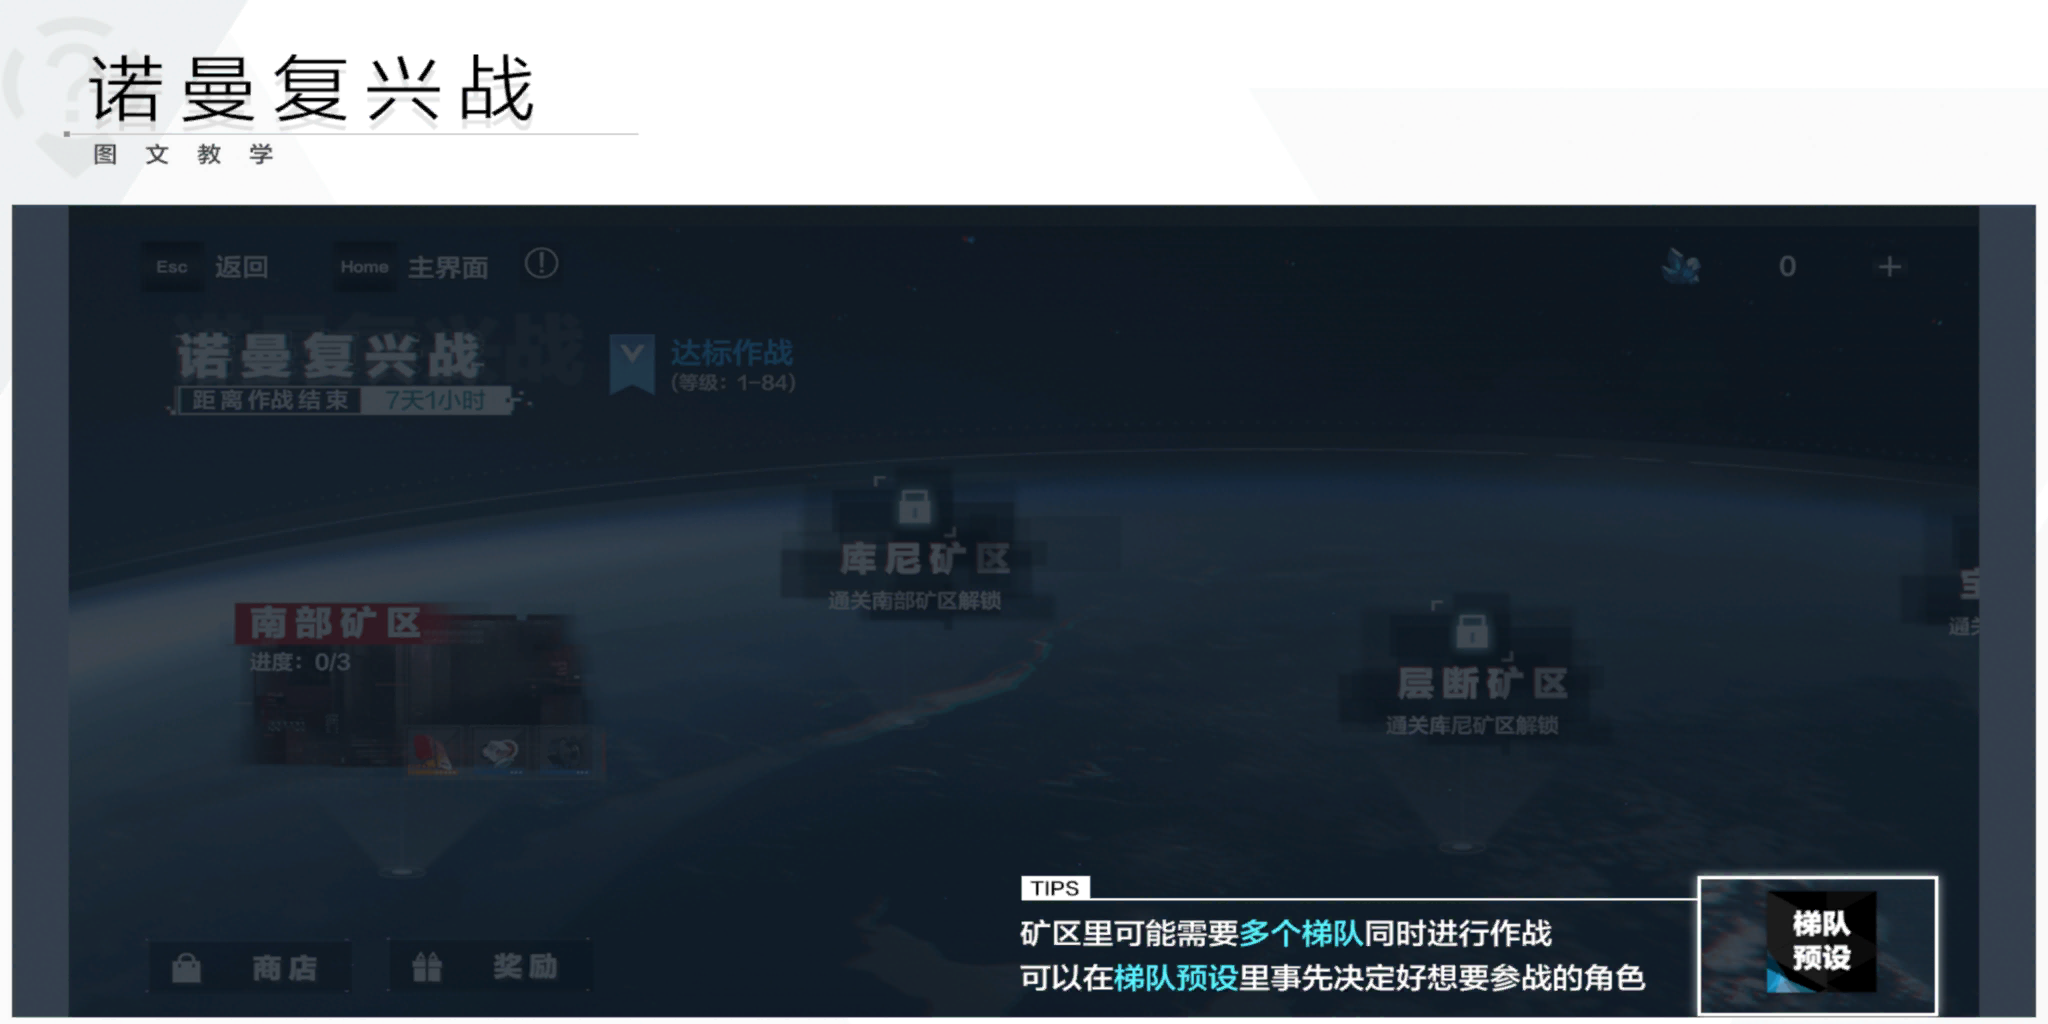 诺曼复兴战
图文教学
Esc 返回 Home 主界面 0 +
诺曼复兴战
距离作战结束 7天1小时
达标作战
(等级：1-84)
库尼矿区
通关南部矿区解锁
南部矿区
进度：0/3
层断矿区
通关库尼矿区解锁
通关
TIPS
矿区里可能需要多个梯队同时进行作战
可以在梯队预设里事先决定好想要参战的角色
梯队
预设
商店 奖励